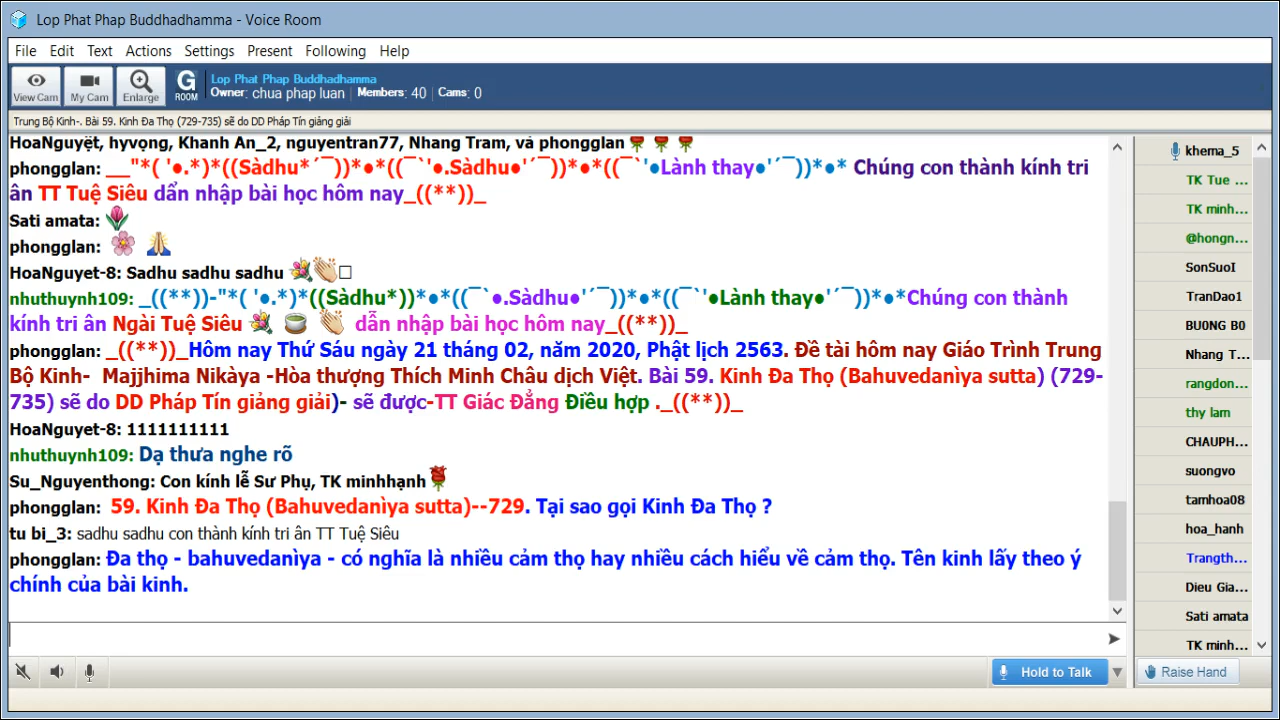 Lop Phat Phap Buddhadhamma - Voice Room
File Edit Text Actions Settings Present Following Help
View Cam My Cam Enlarge G ROOM
Lop Phat Phap Buddhadhamma
Owner: chua phap luan | Members: 40 | Cams: 0
Trung Bộ Kinh-. Bài 59. Kinh Đa Thọ (729-735) sẽ do DD Pháp Tín giảng giải
HoaNguyệt, hyvọng, Khanh An_2, nguyentran77, Nhang Tram, và phongglan
phongglan: __"*( '●.*)*((Sàdhu*´¯))*●*((¯`'●.Sàdhu●'´¯))*●*((¯`'●Lành thay●'´¯))*●* Chúng con thành kính tri
ân TT Tuệ Siêu dẩn nhập bài học hôm nay_((**))_
Sati amata:
phongglan:
HoaNguyet-8: Sadhu sadhu sadhu
nhuthuynh109: _((**))-"*( '●.*)*((Sàdhu*))*●*((¯`●.Sàdhu●'´¯))*●*((¯`'●Lành thay●'´¯))*●*Chúng con thành
kính tri ân Ngài Tuệ Siêu dẫn nhập bài học hôm nay_((**))_
phongglan: _((**))_Hôm nay Thứ Sáu ngày 21 tháng 02, năm 2020, Phật lịch 2563. Đề tài hôm nay Giáo Trình Trung
Bộ Kinh- Majjhima Nikàya -Hòa thượng Thích Minh Châu dịch Việt. Bài 59. Kinh Đa Thọ (Bahuvedanìya sutta) (729-
735) sẽ do DD Pháp Tín giảng giải)- sẽ được-TT Giác Đẳng Điều hợp ._((**))_
HoaNguyet-8: 1111111111
nhuthuynh109: Dạ thưa nghe rõ
Su_Nguyenthong: Con kính lễ Sư Phụ, TK minhhạnh
phongglan: 59. Kinh Đa Thọ (Bahuvedanìya sutta)--729. Tại sao gọi Kinh Đa Thọ ?
tu bi_3: sadhu sadhu con thành kính tri ân TT Tuệ Siêu
phongglan: Đa thọ - bahuvedanìya - có nghĩa là nhiều cảm thọ hay nhiều cách hiểu về cảm thọ. Tên kinh lấy theo ý
chính của bài kinh.
khema_5
TK Tue ...
TK minh...
@hongn...
SonSuoI
TranDao1
BU0NG B0
Nhang T...
rangdon...
thy lam
CHAUPH...
suongvo
tamhoa08
hoa_hanh
Trangth...
Dieu Gia...
Sati amata
TK minh...
Hold to Talk
Raise Hand